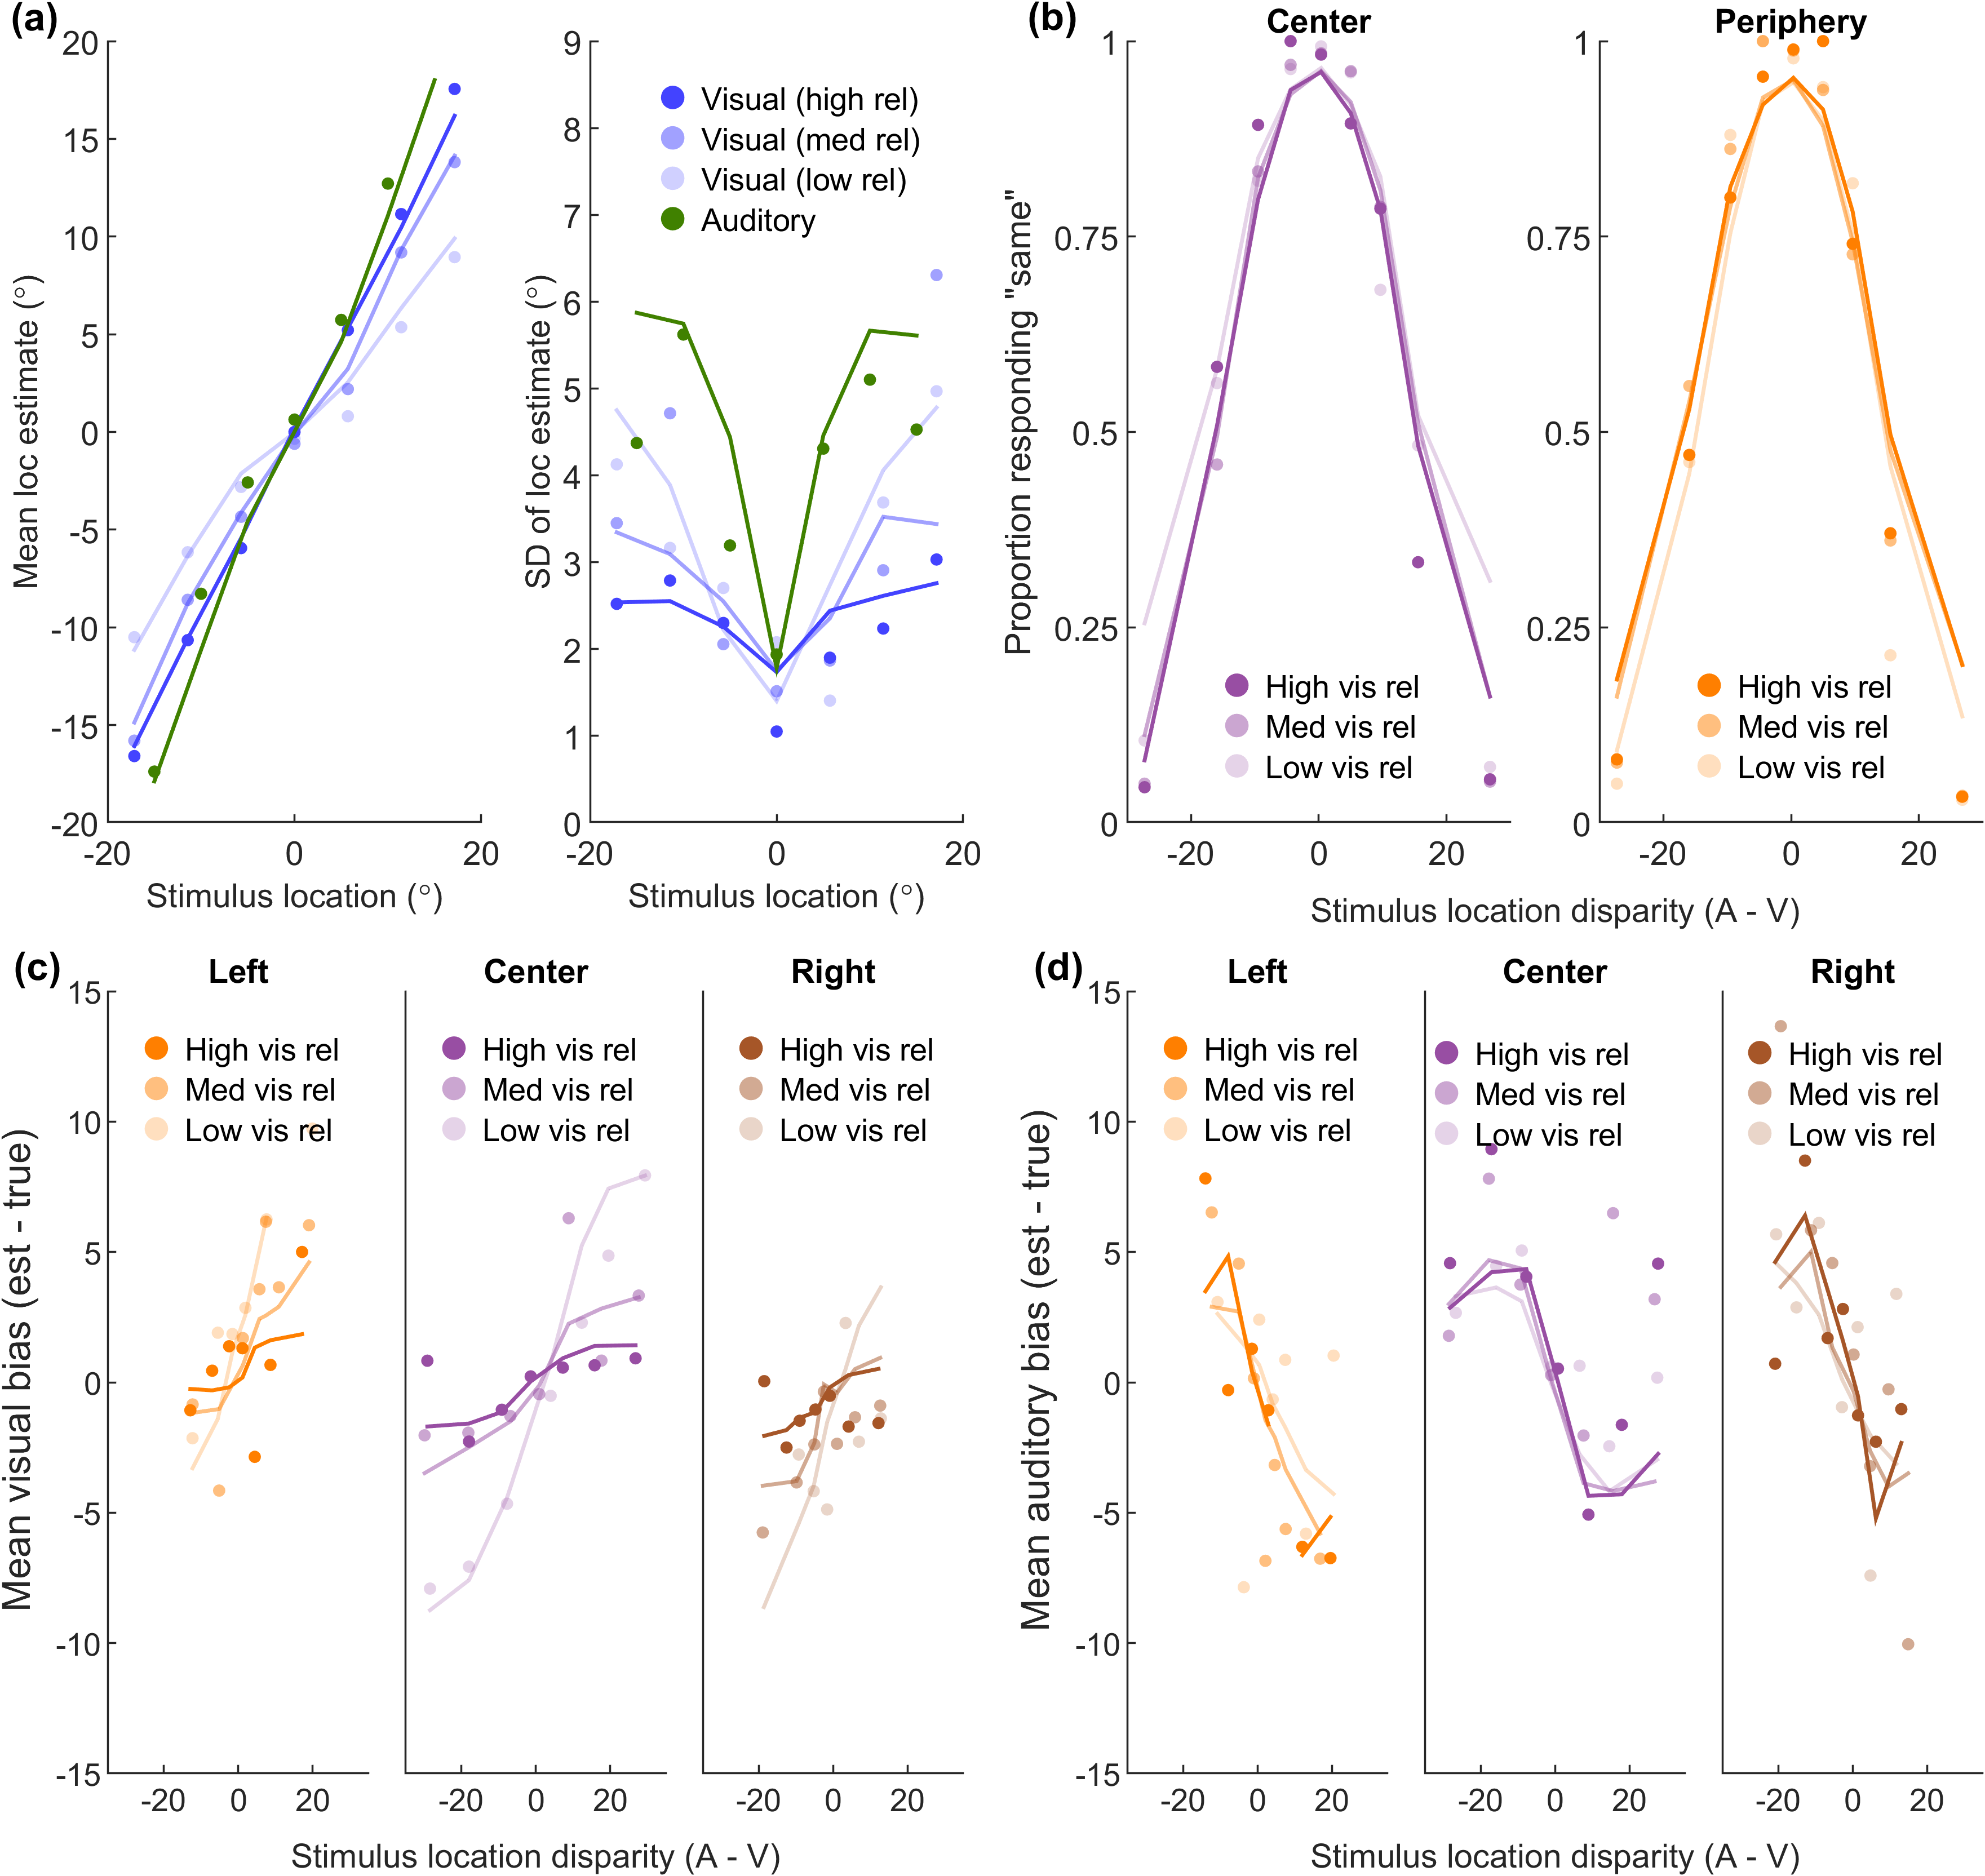 (a)
Mean loc estimate (°)
20
15
10
5
0
-5
-10
-15
-20
-20 0 20
Stimulus location (°)
SD of loc estimate (°)
9
8
7
6
5
4
3
2
1
0
Visual (high rel)
Visual (med rel)
Visual (low rel)
Auditory
-20 0 20
Stimulus location (°)
(b)
Center
Proportion responding "same"
1
0.75
0.5
0.25
0
High vis rel
Med vis rel
Low vis rel
-20 0 20
Periphery
1
0.75
0.5
0.25
0
High vis rel
Med vis rel
Low vis rel
-20 0 20
Stimulus location disparity (A - V)
(c)
Mean visual bias (est - true)
15
10
5
0
-5
-10
-15
Left
High vis rel
Med vis rel
Low vis rel
-20 0 20
Center
High vis rel
Med vis rel
Low vis rel
-20 0 20
Right
High vis rel
Med vis rel
Low vis rel
-20 0 20
Stimulus location disparity (A - V)
(d)
Mean auditory bias (est - true)
15
10
5
0
-5
-10
-15
Left
High vis rel
Med vis rel
Low vis rel
-20 0 20
Center
High vis rel
Med vis rel
Low vis rel
-20 0 20
Right
High vis rel
Med vis rel
Low vis rel
-20 0 20
Stimulus location disparity (A - V)